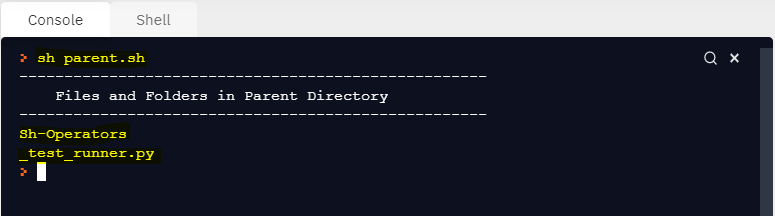 Console Shell
> sh parent.sh
----------------------------------------------------
Files and Folders in Parent Directory
----------------------------------------------------
Sh-Operators
_test_runner.py
>